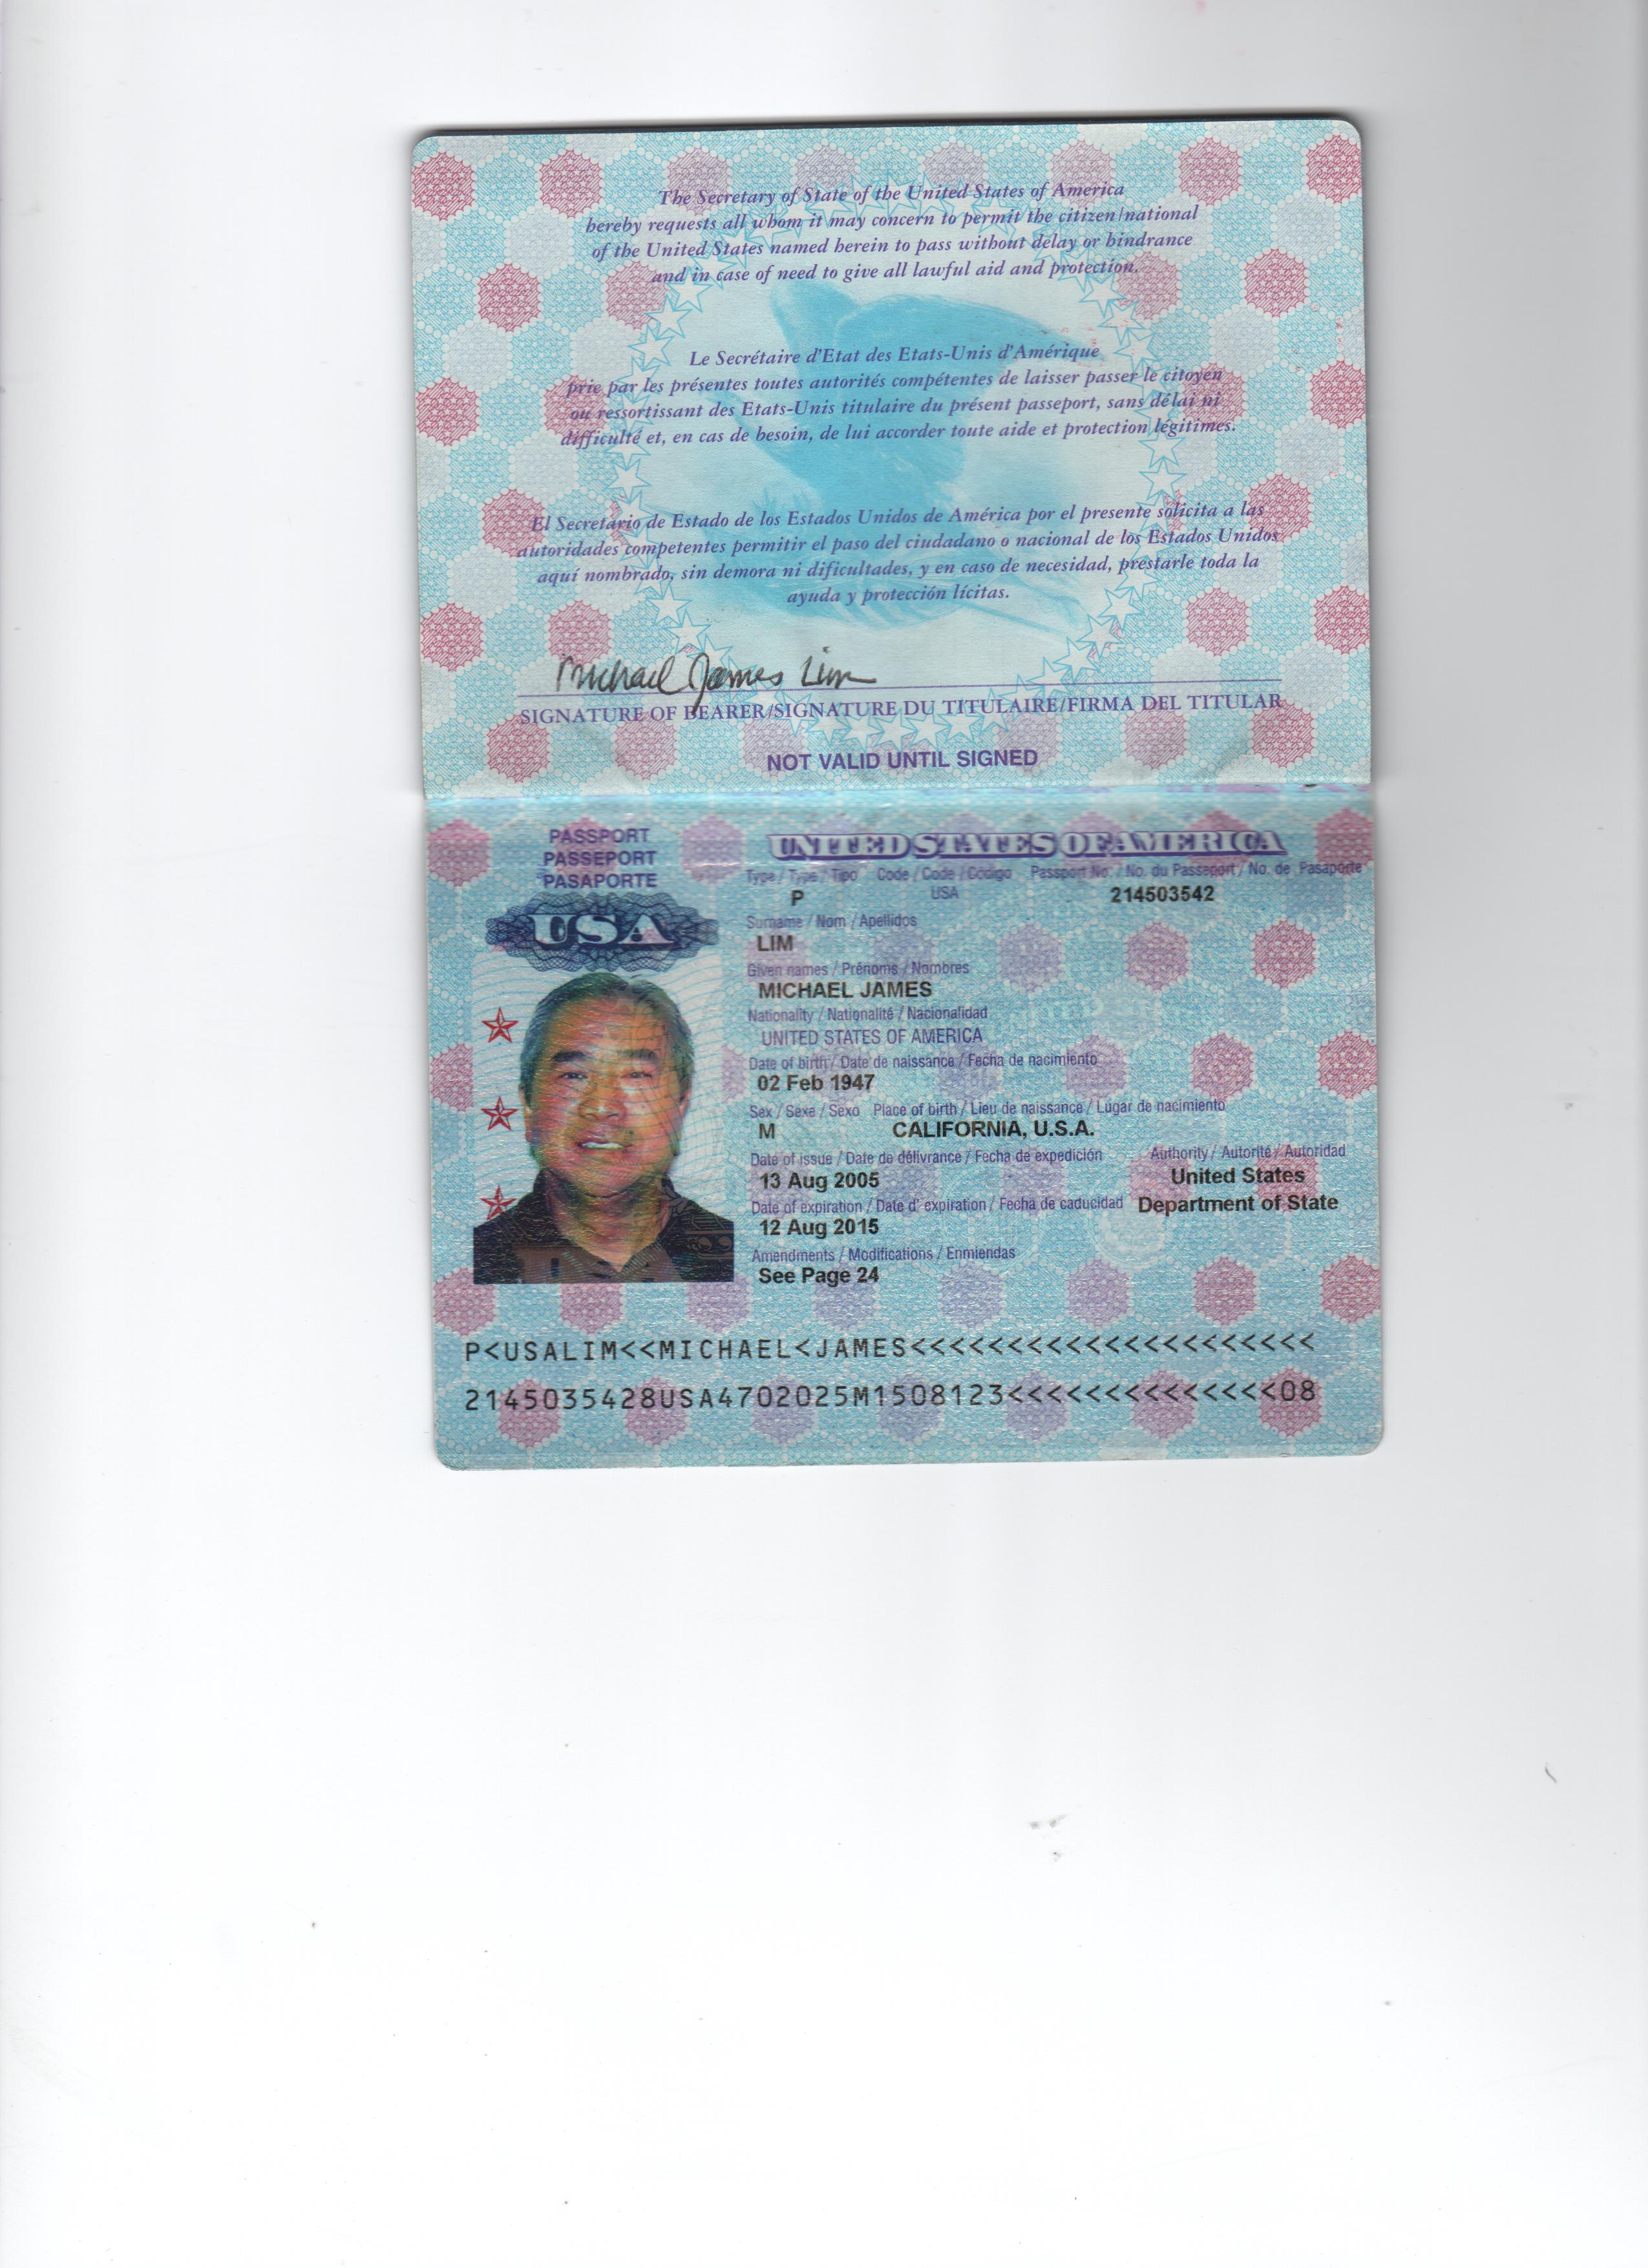 The Secretary of State of the United States of America
hereby requests all whom it may concern to permit the citizen/national
of the United States named herein to pass without delay or hindrance
and in case of need to give all lawful aid and protection.
Le Secrétaire d'Etat des Etats-Unis d'Amérique
prie par les présentes toutes autorités compétentes de laisser passer le citoyen
ou ressortissant des Etats-Unis titulaire du présent passeport, sans délai ni
difficulté et, en cas de besoin, de lui accorder toute aide et protection légitimes.
El Secretario de Estado de los Estados Unidos de América por el presente solicita a las
autoridades competentes permitir el paso del ciudadano o nacional de los Estados Unidos
aquí nombrado, sin demora ni dificultades, y en caso de necesidad, prestarle toda la
ayuda y protección lícitas.
Michael James Lim
SIGNATURE OF BEARER/SIGNATURE DU TITULAIRE/FIRMA DEL TITULAR
NOT VALID UNTIL SIGNED
PASSPORT
PASSEPORT
PASAPORTE
USA
UNITED STATES OF AMERICA
Type / Type / Tipo Code / Code / Código Passport No. / No. du Passeport / No. de Pasaporte
P USA 214503542
Surname / Nom / Apellidos
LIM
Given names / Prénoms / Nombres
MICHAEL JAMES
Nationality / Nationalité / Nacionalidad
UNITED STATES OF AMERICA
Date of birth / Date de naissance / Fecha de nacimiento
02 Feb 1947
Sex / Sexe / Sexo Place of birth / Lieu de naissance / Lugar de nacimiento
M CALIFORNIA, U.S.A.
Date of issue / Date de délivrance / Fecha de expedición Authority / Autorité / Autoridad
13 Aug 2005 United States
Date of expiration / Date d' expiration / Fecha de caducidad Department of State
12 Aug 2015
Amendments / Modifications / Enmiendas
See Page 24
P<USALIM<<MICHAEL<JAMES<<<<<<<<<<<<<<<<<<<<<
2145035428USA4702025M1508123<<<<<<<<<<<<<<08